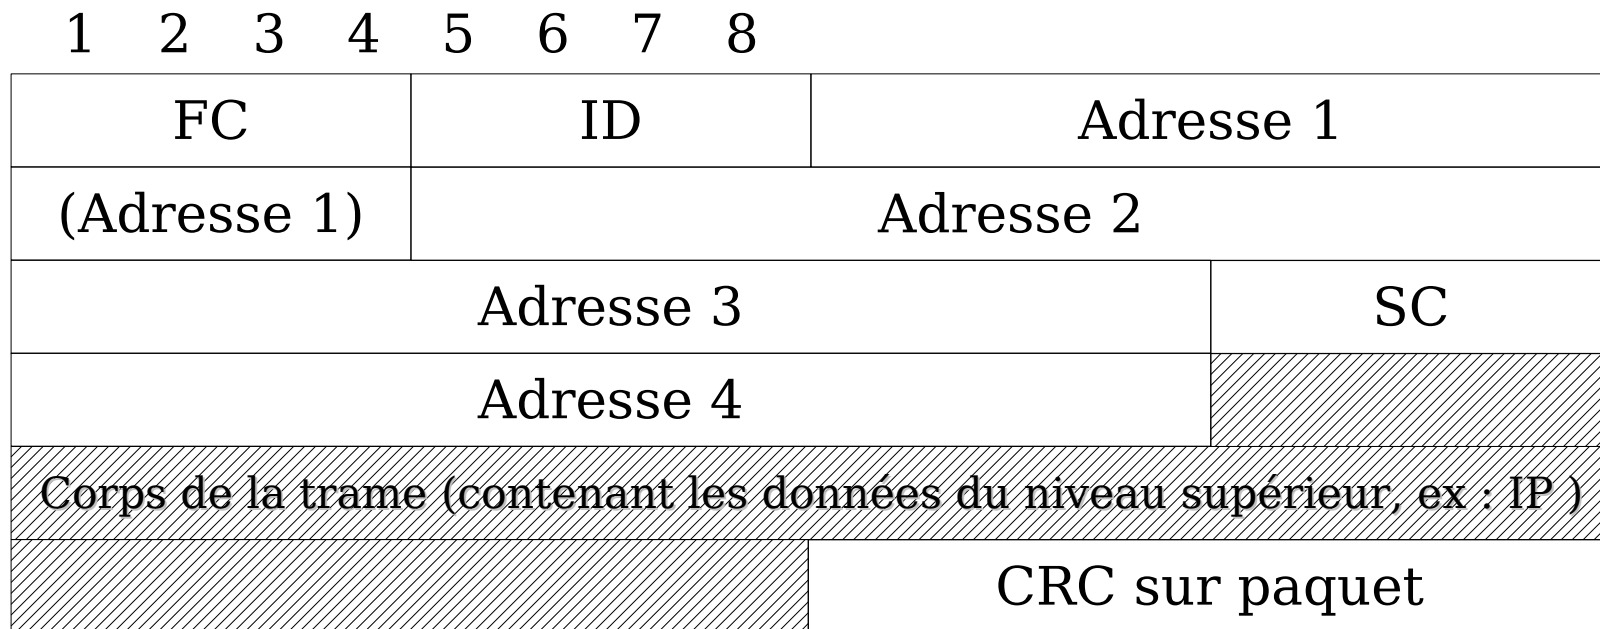 1 2 3 4 5 6 7 8
FC ID Adresse 1
(Adresse 1) Adresse 2
Adresse 3 SC
Adresse 4
Corps de la trame (contenant les données du niveau supérieur, ex : IP )
CRC sur paquet